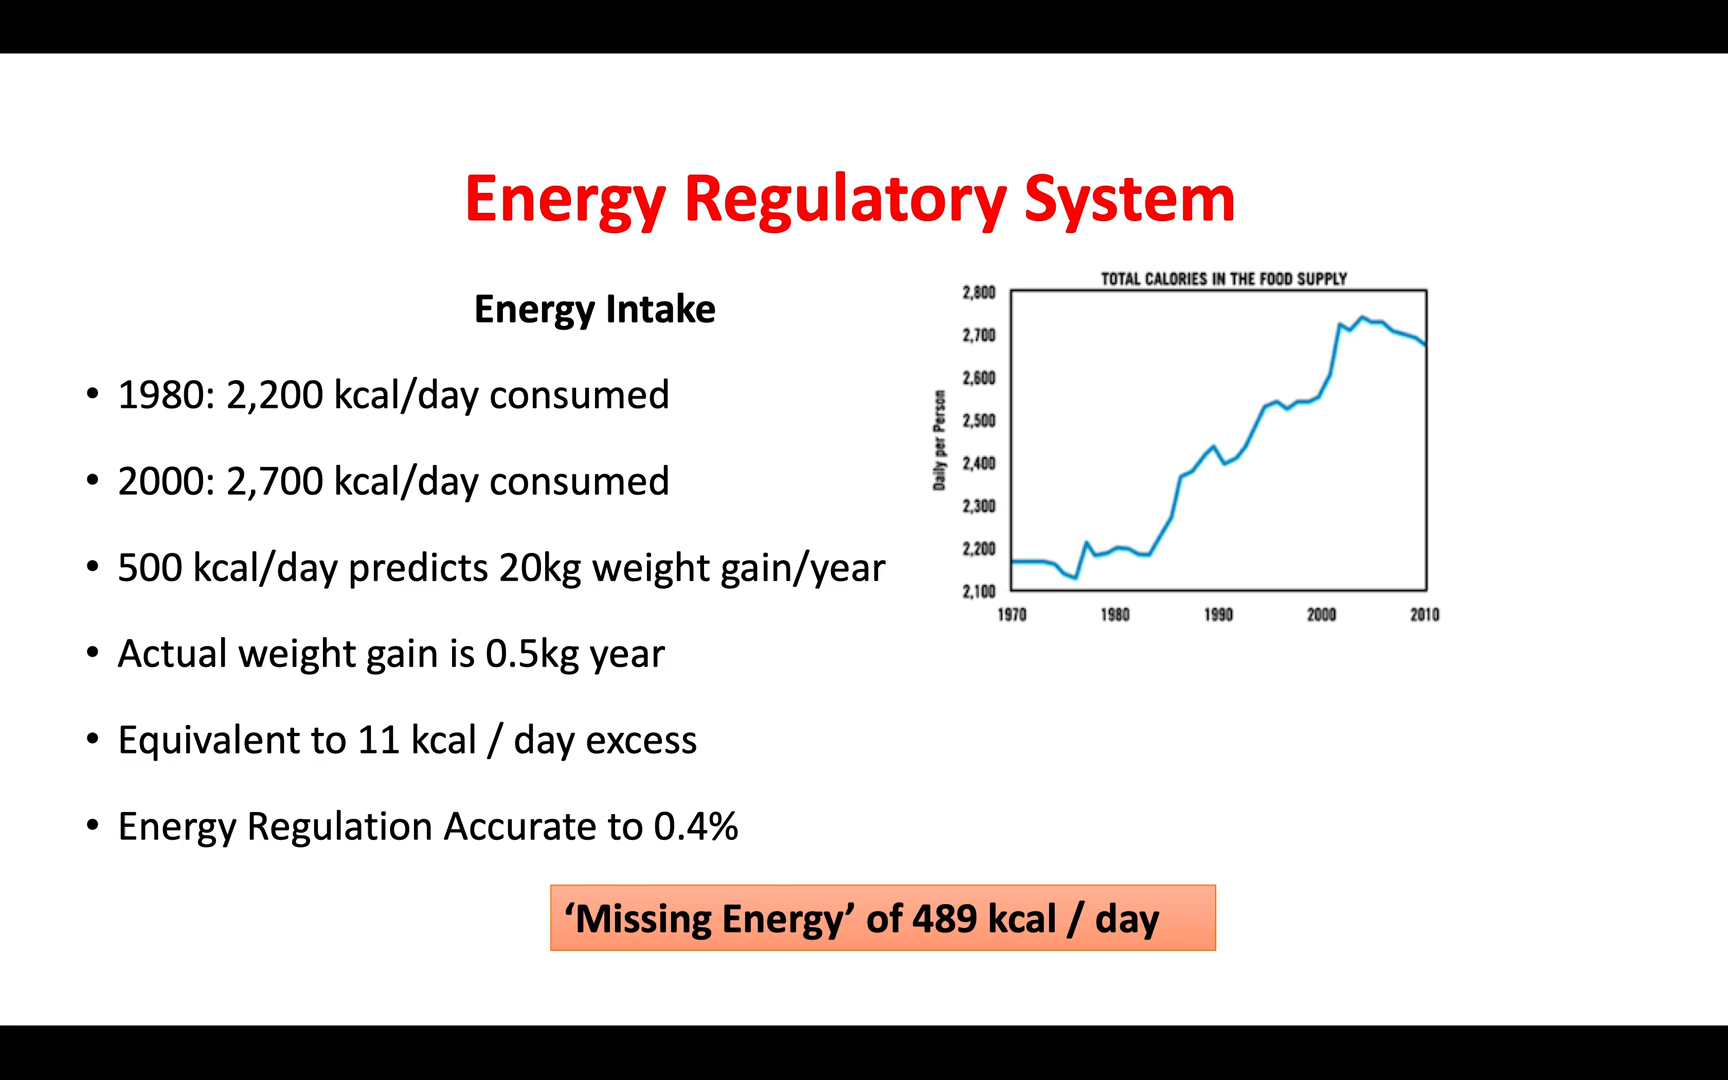 Energy Regulatory System
Energy Intake
• 1980: 2,200 kcal/day consumed
• 2000: 2,700 kcal/day consumed
• 500 kcal/day predicts 20kg weight gain/year
• Actual weight gain is 0.5kg year
• Equivalent to 11 kcal / day excess
• Energy Regulation Accurate to 0.4%
TOTAL CALORIES IN THE FOOD SUPPLY
Daily per Person
2,800
2,700
2,600
2,500
2,400
2,300
2,200
2,100
1970 1980 1990 2000 2010
‘Missing Energy’ of 489 kcal / day